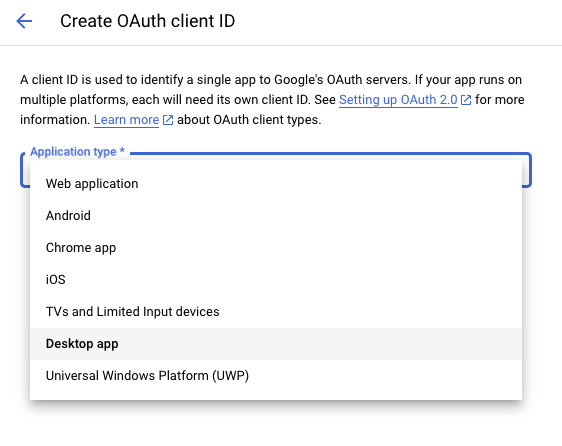 Create OAuth client ID
A client ID is used to identify a single app to Google's OAuth servers. If your app runs on
multiple platforms, each will need its own client ID. See Setting up OAuth 2.0 for more
information. Learn more about OAuth client types.
Application type *
Web application
Android
Chrome app
iOS
TVs and Limited Input devices
Desktop app
Universal Windows Platform (UWP)